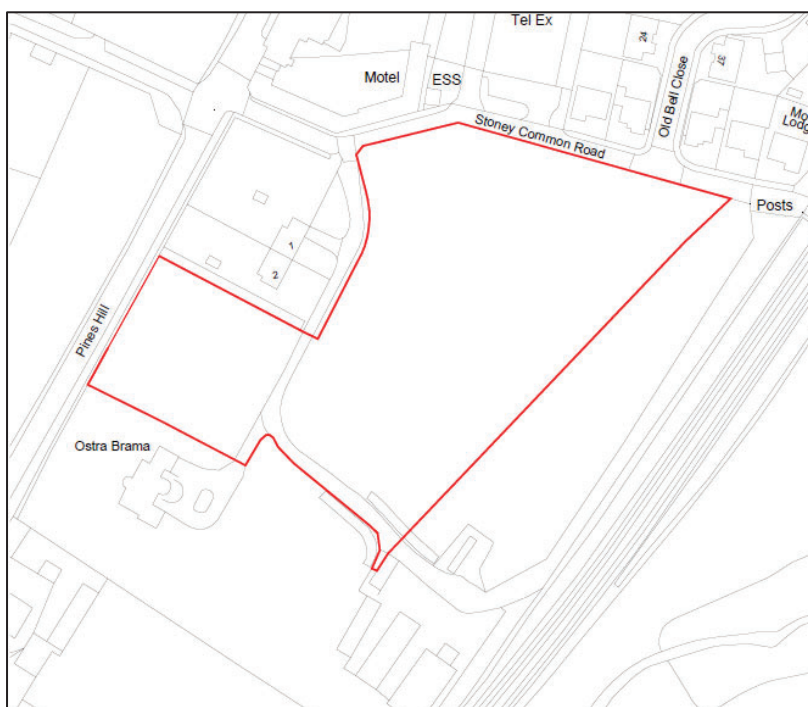 Tel Ex
24
37
Motel
ESS
Old Bell Close
Stoney Common Road
Posts
1
2
Pines Hill
Ostra Brama